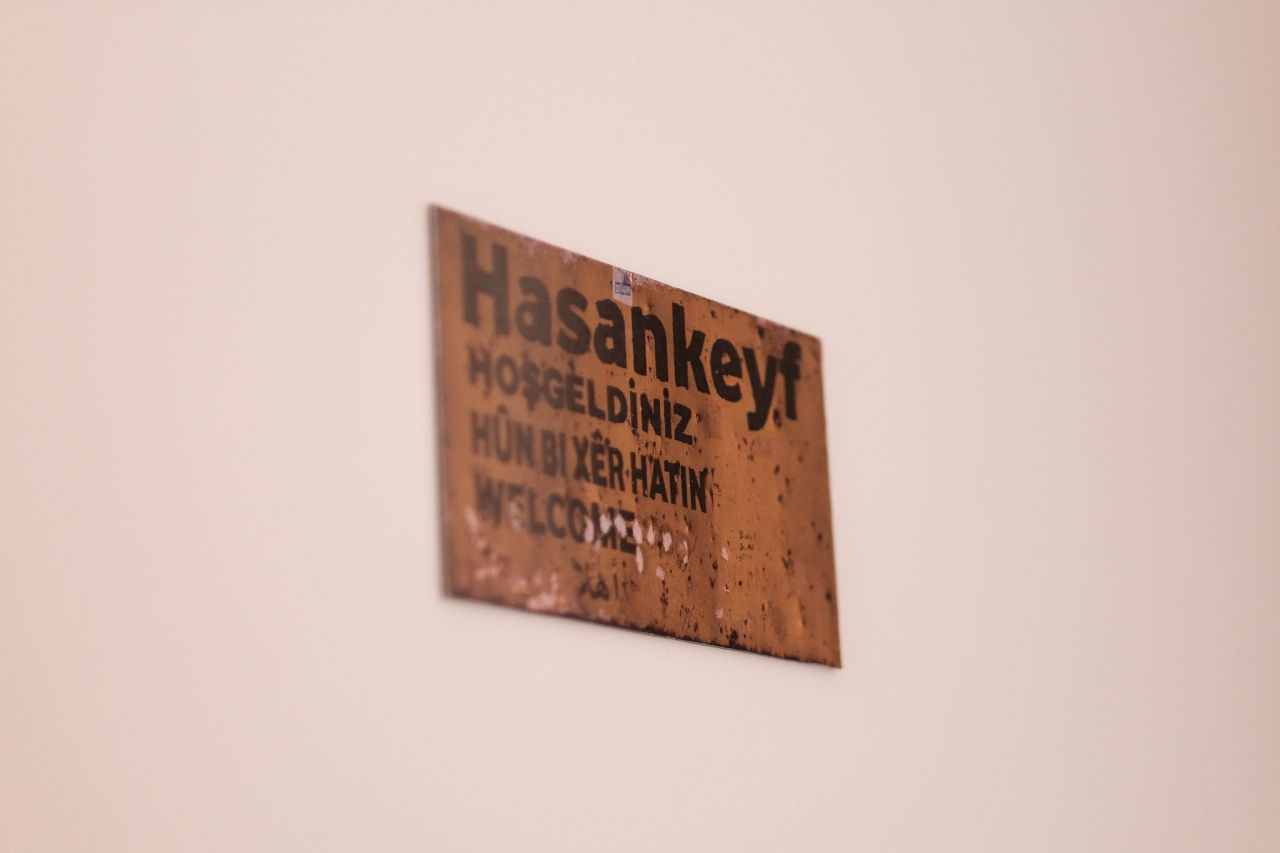 Hasankeyf
HOŞGELDİNİZ
HÛN BI XÊR HATIN
WELCOME